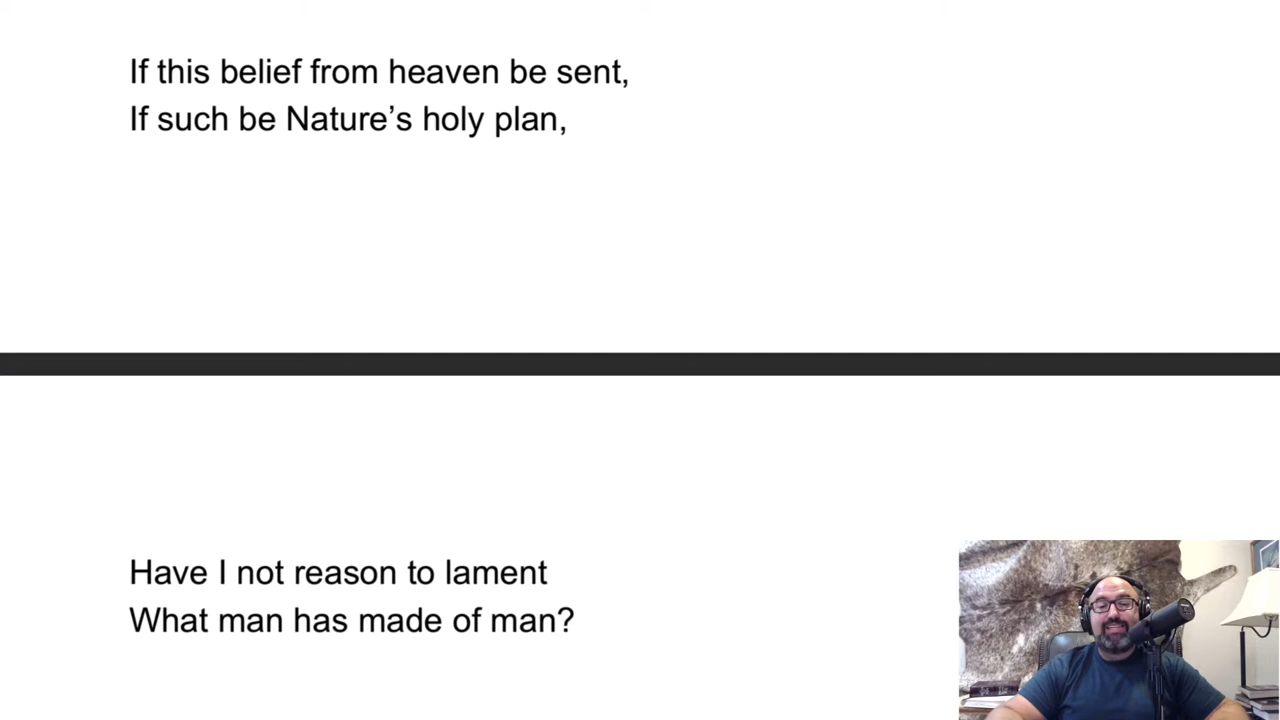 If this belief from heaven be sent,
If such be Nature’s holy plan,
Have I not reason to lament
What man has made of man?